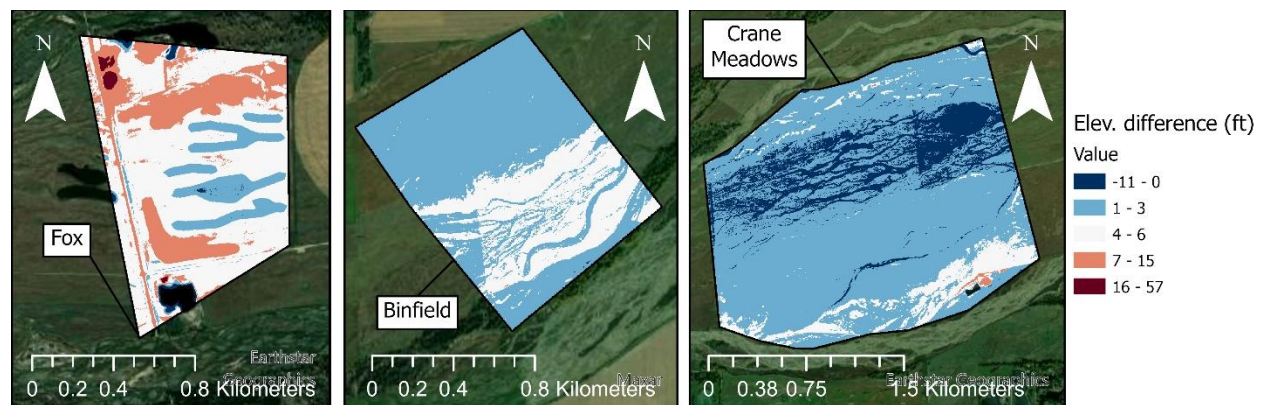 N
Fox
Earthstar
Geographics
0 0.2 0.4 0.8 Kilometers
N
Binfield
Maxar
0 0.2 0.4 0.8 Kilometers
Crane
Meadows
N
Earthstar Geographics
0 0.38 0.75 1.5 Kilometers
Elev. difference (ft)
Value
-11 - 0
1 - 3
4 - 6
7 - 15
16 - 57